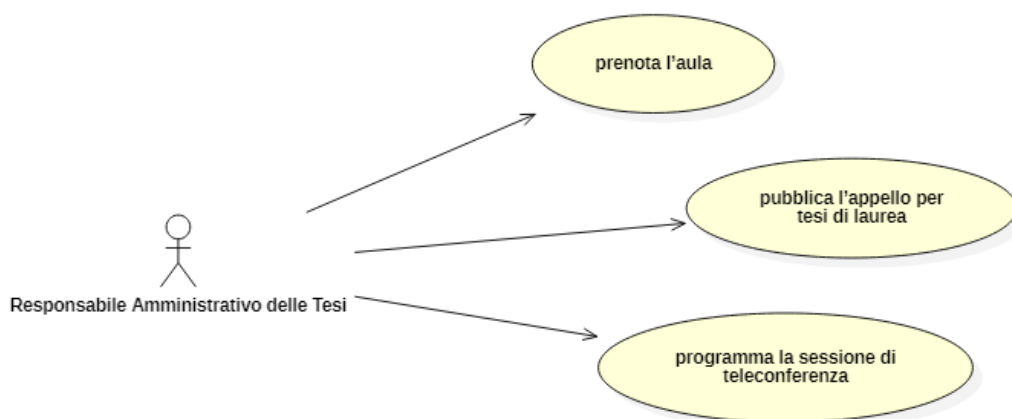 prenota l’aula
pubblica l’appello per
tesi di laurea
Responsabile Amministrativo delle Tesi
programma la sessione di
teleconferenza